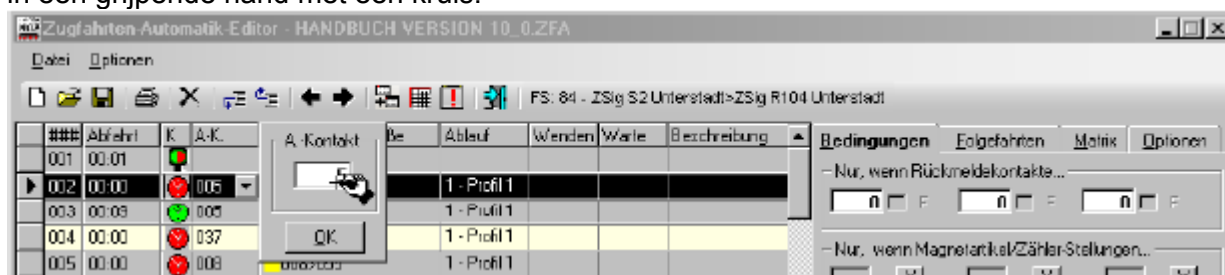 in een grijpende hand met een kruis.
Zugfahrten-Automatik-Editor - HANDBUCH VERSION 10_0.ZFA
Datei Optionen
FS: 84 - ZSig S2 Unterstadt>ZSig R104 Unterstadt
### Abfahrt K A-K. ße Ablauf Wenden Warte Beschreibung
Bedingungen Folgefahrten Matrix Optionen
A.-Kontakt
001 00:01
Nur, wenn Rückmeldekontakte...
002 00:00 005 1 - Profil 1
5
0 F 0 F 0 F
003 00:09 005 1 - Profil 1
004 00:00 037 1 - Profil 1
OK
Nur, wenn Magnetartikel/Zähler-Stellungen...
005 00:00 008 1 - Profil 1